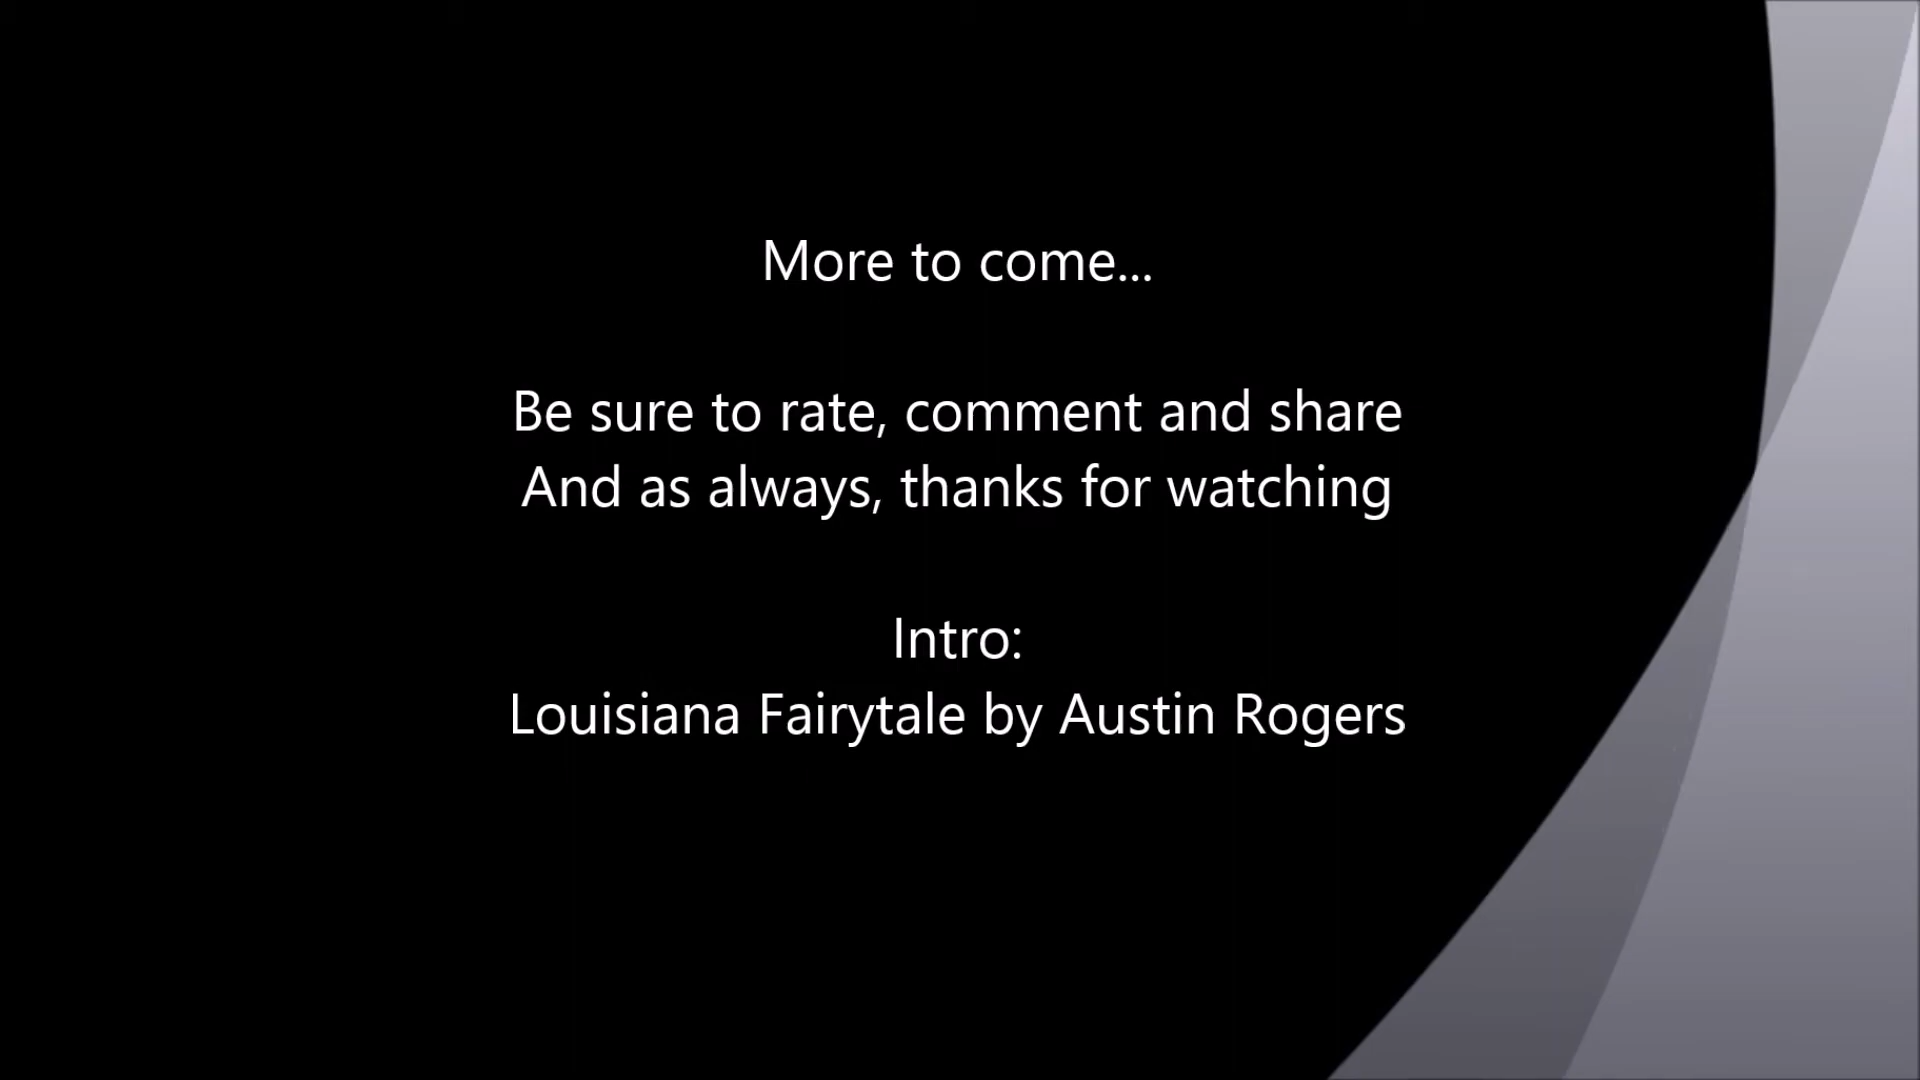 More to come...
Be sure to rate, comment and share
And as always, thanks for watching
Intro:
Louisiana Fairytale by Austin Rogers